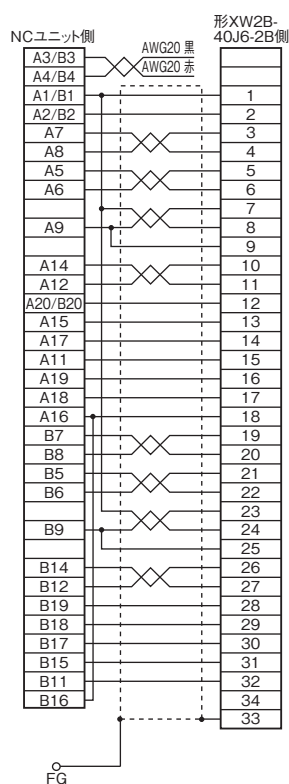 形XW2B-
40J6-2B側
NCユニット側
AWG20 黒
AWG20 赤
A3/B3
A4/B4
A1/B1 1
A2/B2 2
A7 3
A8 4
A5 5
A6 6
7
A9 8
9
A14 10
A12 11
A20/B20 12
A15 13
A17 14
A11 15
A19 16
A18 17
A16 18
B7 19
B8 20
B5 21
B6 22
23
B9 24
25
B14 26
B12 27
B19 28
B18 29
B17 30
B15 31
B11 32
B16 34
33
FG